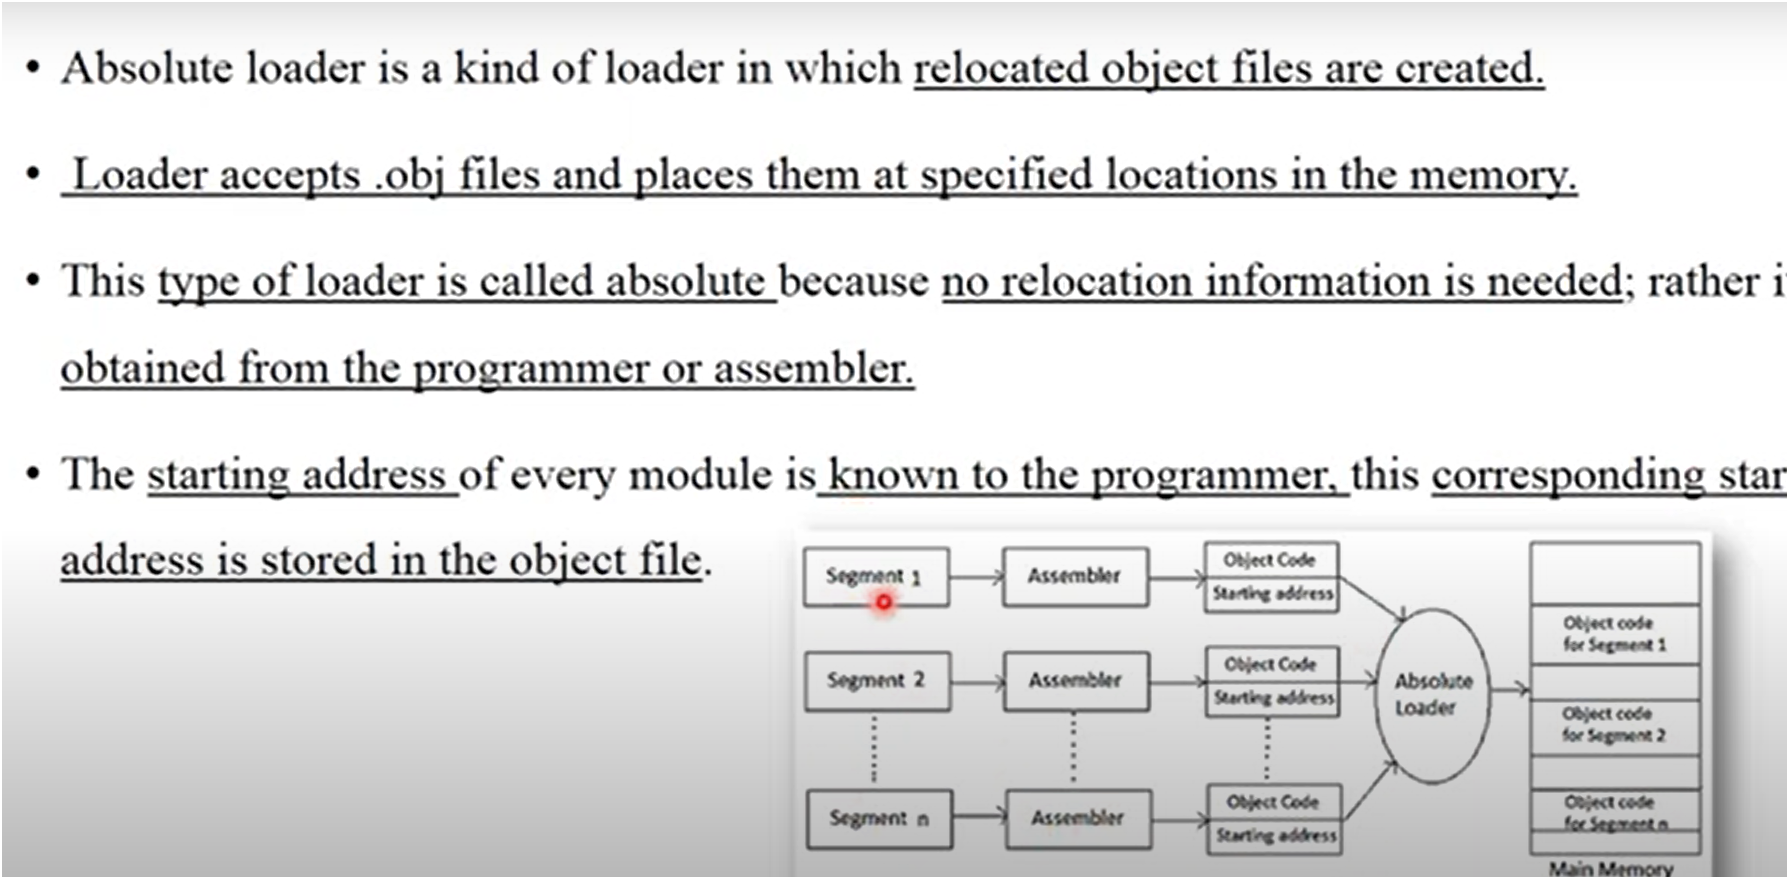 • Absolute loader is a kind of loader in which relocated object files are created.
• Loader accepts .obj files and places them at specified locations in the memory.
• This type of loader is called absolute because no relocation information is needed; rather i
obtained from the programmer or assembler.
• The starting address of every module is known to the programmer, this corresponding star
address is stored in the object file.
Segment 1
Assembler
Object Code
Starting address
Segment 2
Assembler
Object Code
Starting address
Segment n
Assembler
Object Code
Starting address
Absolute
Loader
Object code
for Segment 1
Object code
for Segment 2
Object code
for Segment n
Main Memory